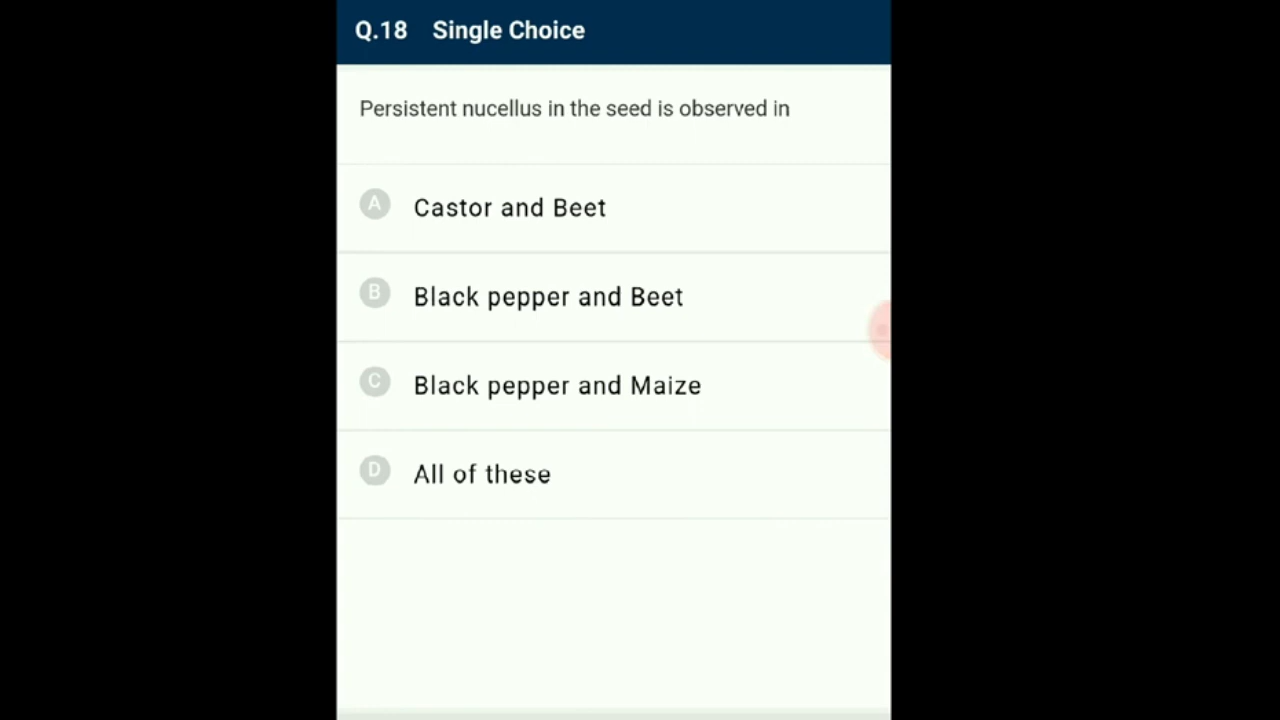 Q.18 Single Choice
Persistent nucellus in the seed is observed in
A Castor and Beet
B Black pepper and Beet
C Black pepper and Maize
D All of these